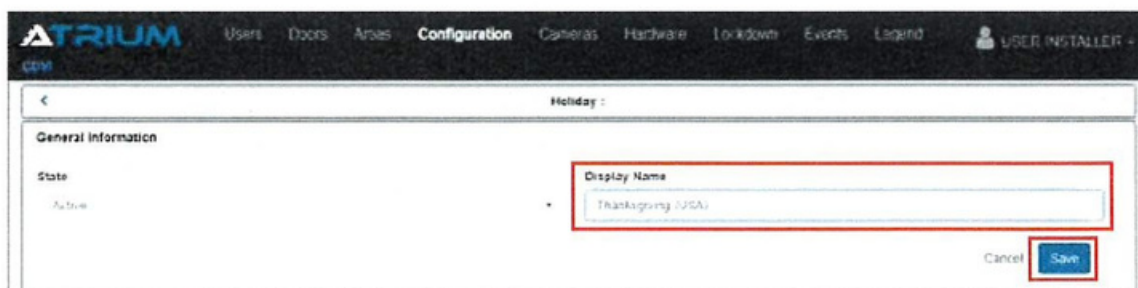 ATRIUM Users Doors Areas Configuration Cameras Hardware Lockdown Events Legend USER INSTALLER
CDVI
Holiday :
General Information
State Display Name
Active Thanksgiving (USA)
Cancel Save